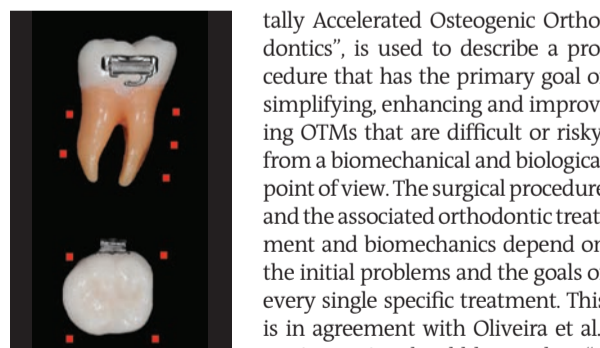 tally Accelerated Osteogenic Ortho
dontics”, is used to describe a pro
cedure that has the primary goal o
simplifying, enhancing and improv
ing OTMs that are difficult or risky
from a biomechanical and biologica
point of view. The surgical procedure
and the associated orthodontic treat
ment and biomechanics depend on
the initial problems and the goals o
every single specific treatment. This
is in agreement with Oliveira et al.